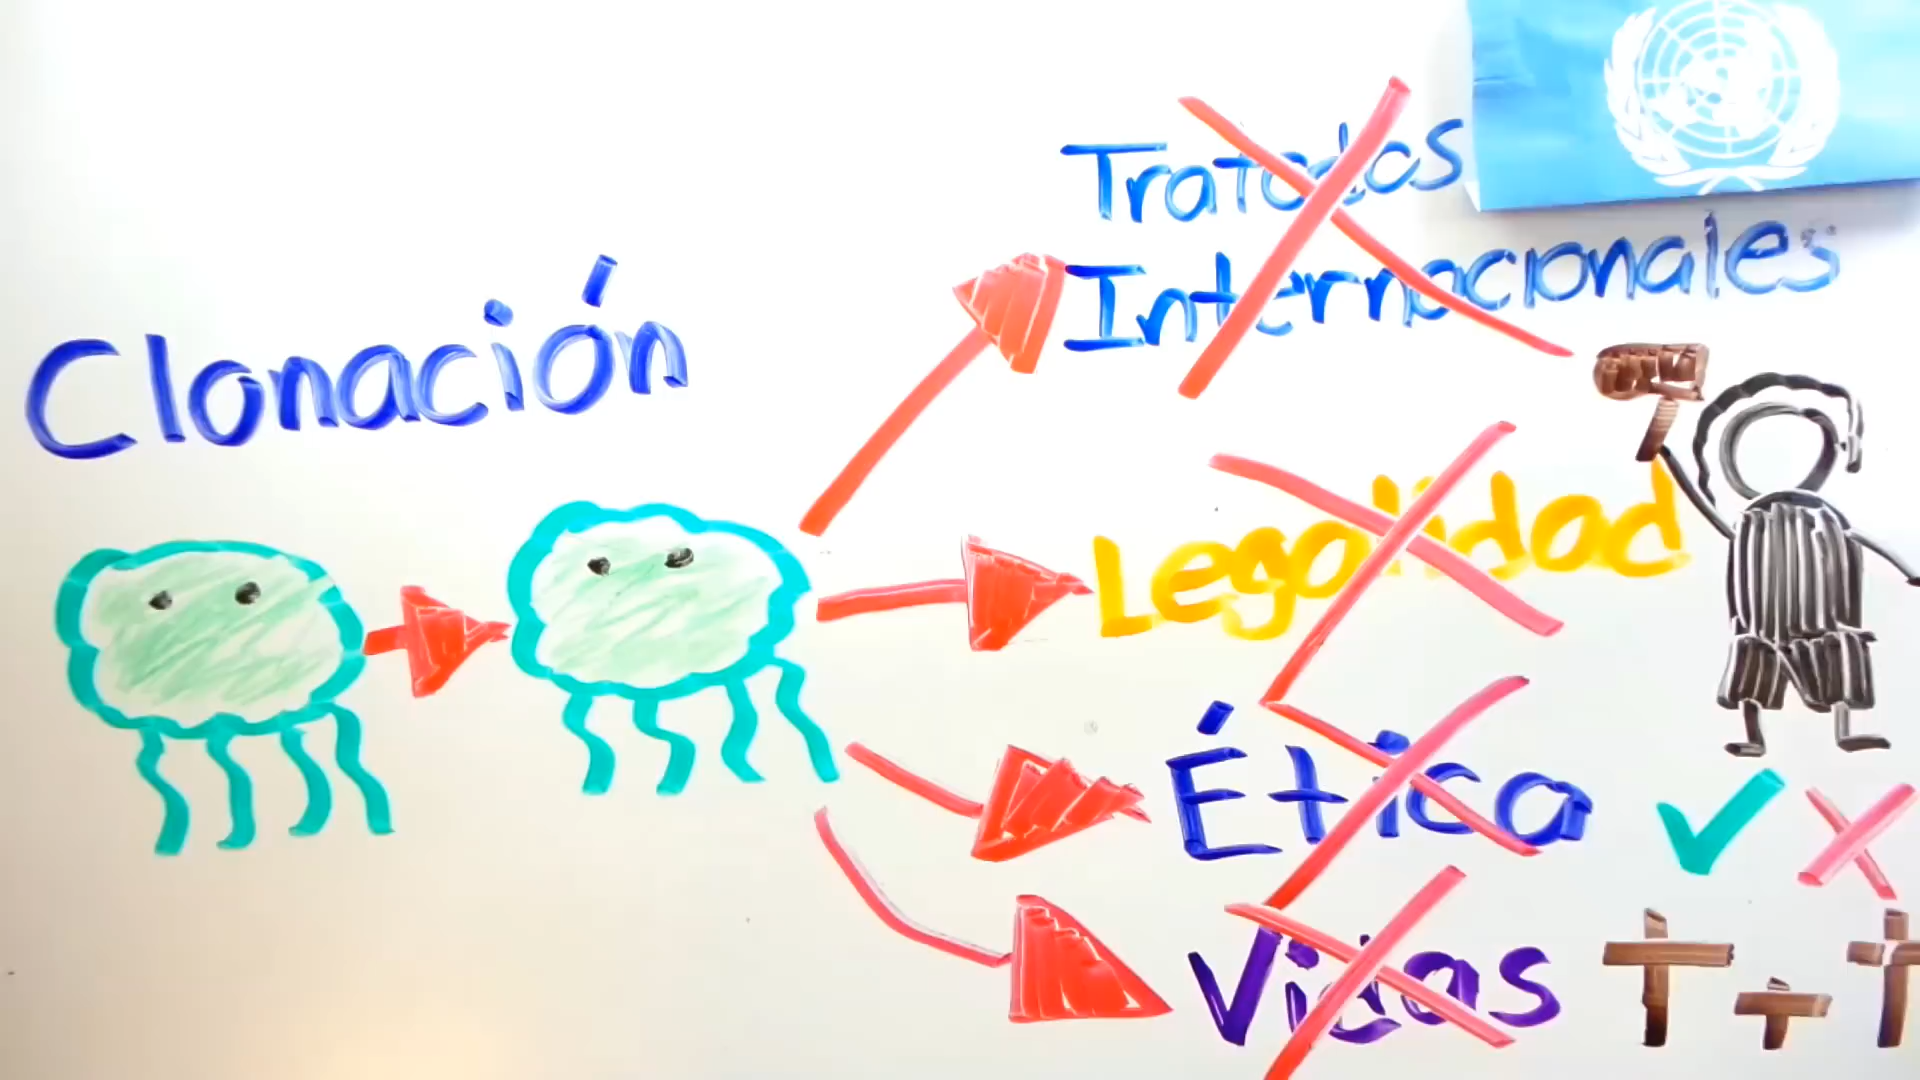 Clonación
Tratados
Internacionales
Legalidad
Ética
Vidas